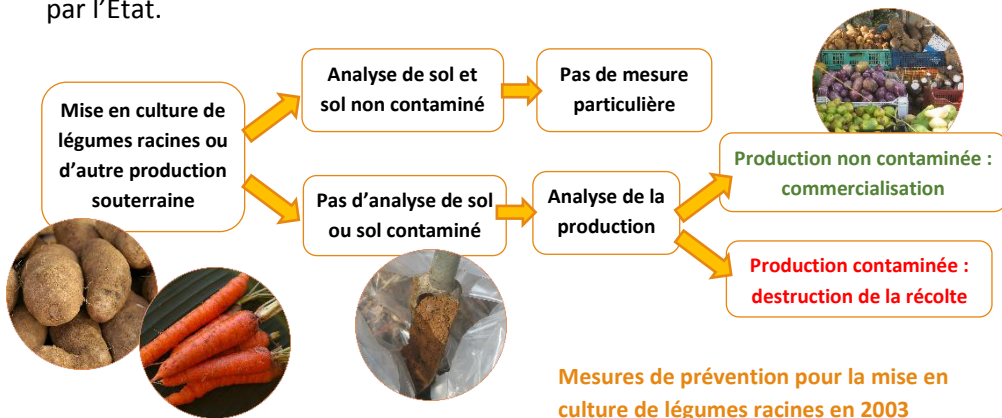 par l'Etat.
Analyse de sol et
sol non contaminé
Pas de mesure
particulière
Mise en culture de
légumes racines ou
d'autre production
souterraine
Pas d'analyse de sol
ou sol contaminé
Analyse de la
production
Production non contaminée :
commercialisation
Production contaminée :
destruction de la récolte
Mesures de prévention pour la mise en
culture de légumes racines en 2003